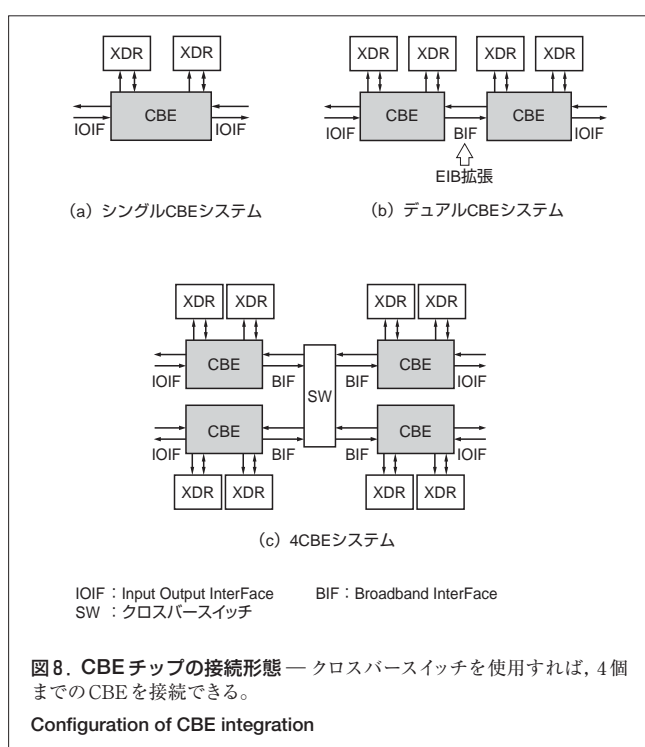 XDR XDR
CBE
IOIF IOIF
(a) シングルCBEシステム
XDR XDR XDR XDR
CBE CBE
IOIF BIF IOIF
EIB拡張
(b) デュアルCBEシステム
XDR XDR XDR XDR
CBE CBE
IOIF BIF BIF IOIF
SW
CBE CBE
IOIF BIF BIF IOIF
XDR XDR XDR XDR
(c) 4CBEシステム
IOIF：Input Output InterFace BIF：Broadband InterFace
SW ：クロスバースイッチ
図8．CBEチップの接続形態 ― クロスバースイッチを使用すれば，4個
までのCBEを接続できる。
Configuration of CBE integration